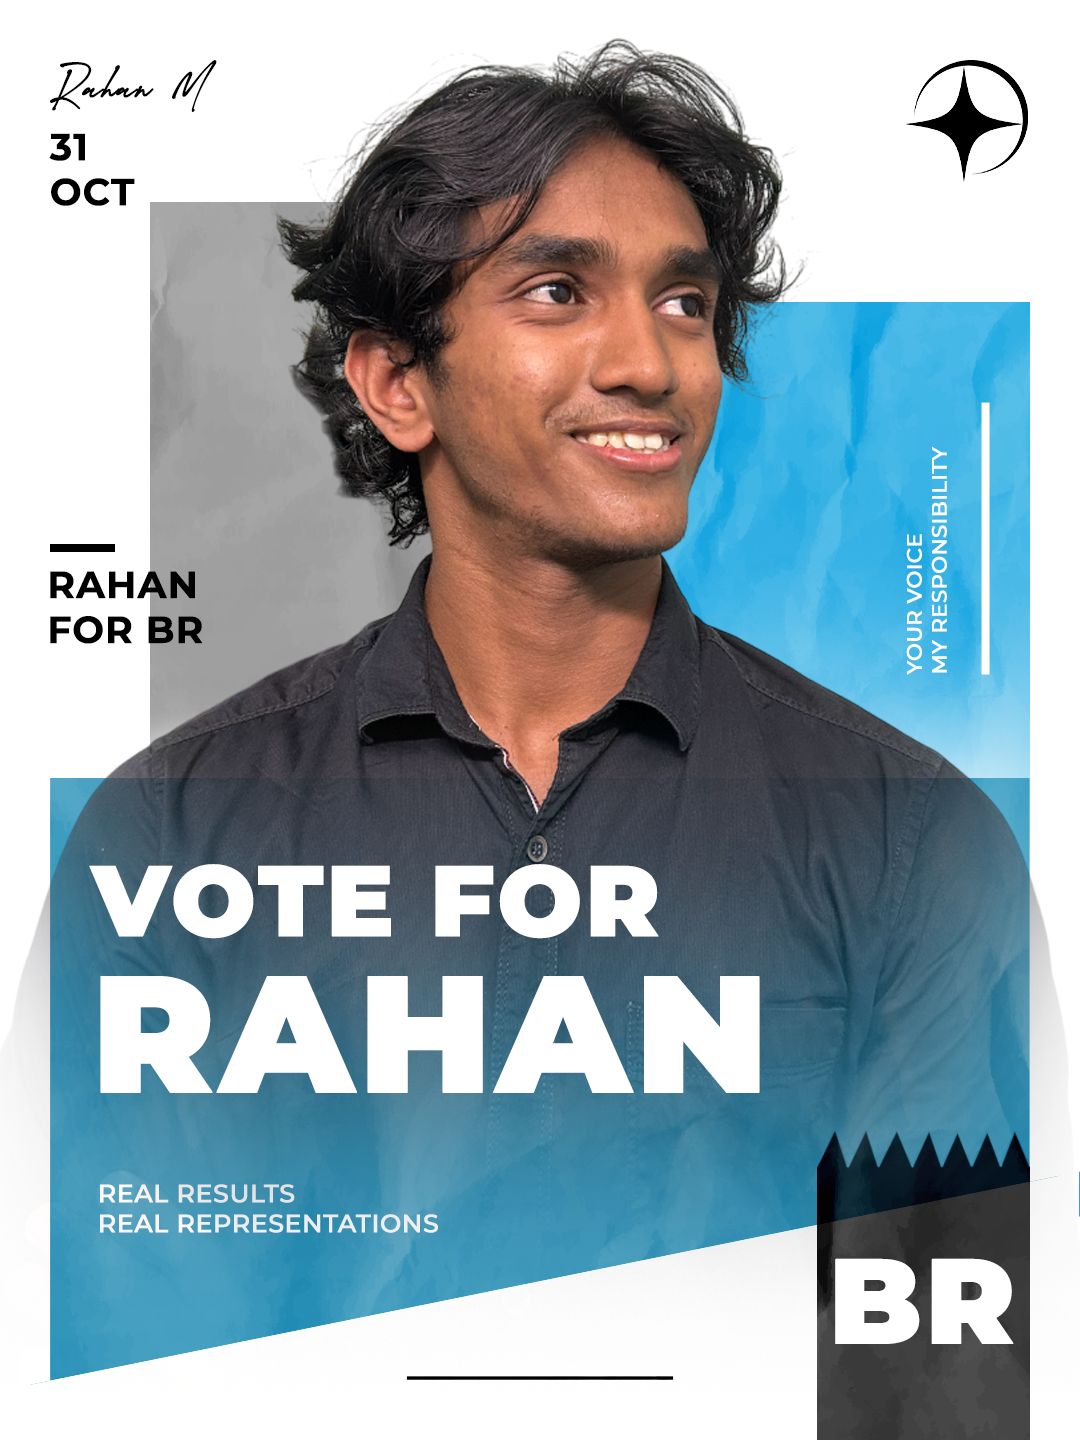 Rahan M
31
OCT
YOUR VOICE
MY RESPONSIBILITY
RAHAN
FOR BR
VOTE FOR
RAHAN
REAL RESULTS
REAL REPRESENTATIONS
BR